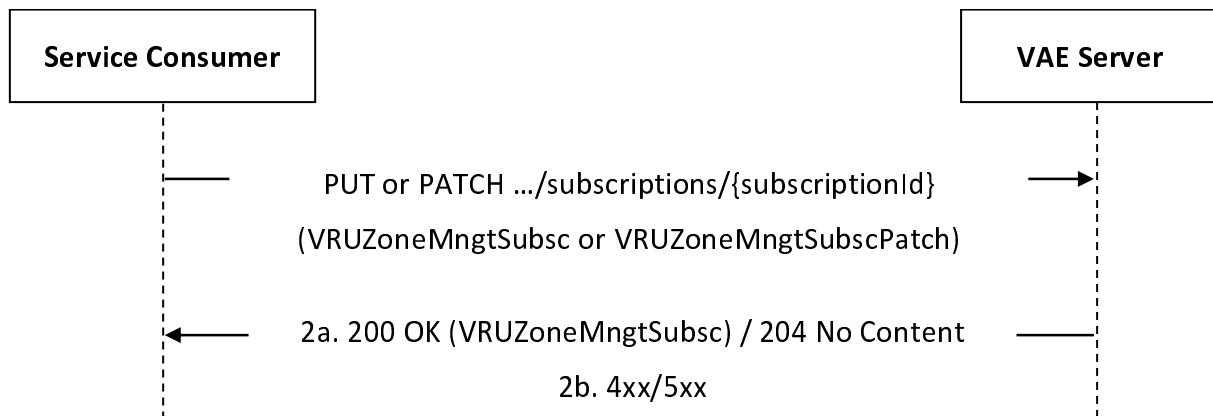 Service Consumer
VAE Server
PUT or PATCH …/subscriptions/{subscriptionId}
(VRUZoneMngtSubsc or VRUZoneMngtSubscPatch)
2a. 200 OK (VRUZoneMngtSubsc) / 204 No Content
2b. 4xx/5xx